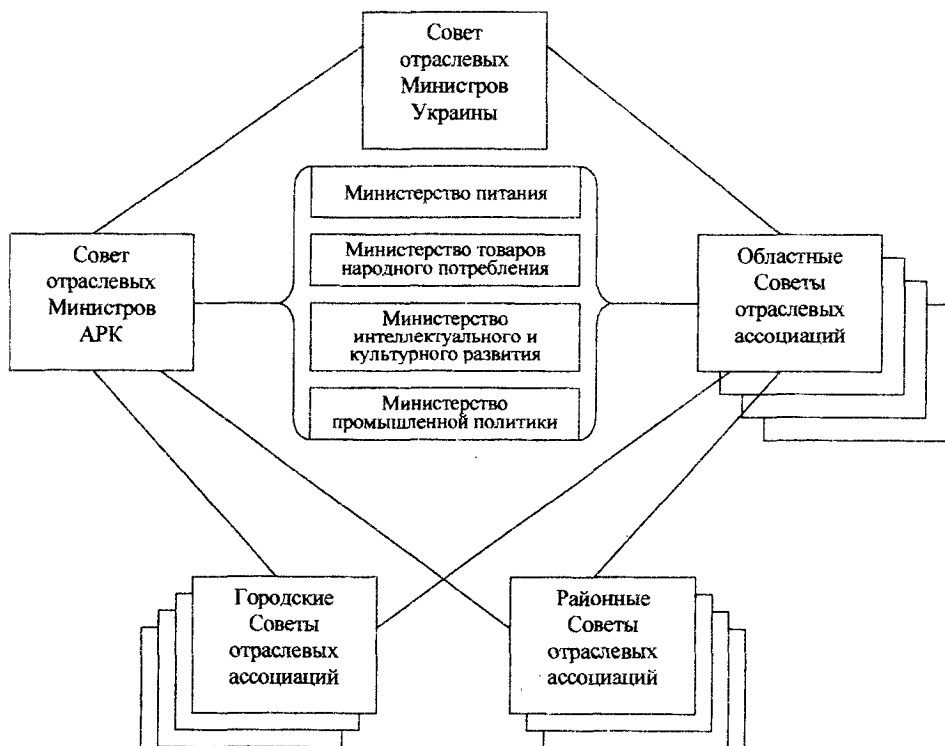 Совет
отраслевых
Министров
Украины
Министерство питания
Министерство товаров
народного потребления
Министерство
интеллектуального и
культурного развития
Министерство
промышленной политики
Совет
отраслевых
Министров
АРК
Областные
Советы
отраслевых
ассоциаций
Городские
Советы
отраслевых
ассоциаций
Районные
Советы
отраслевых
ассоциаций